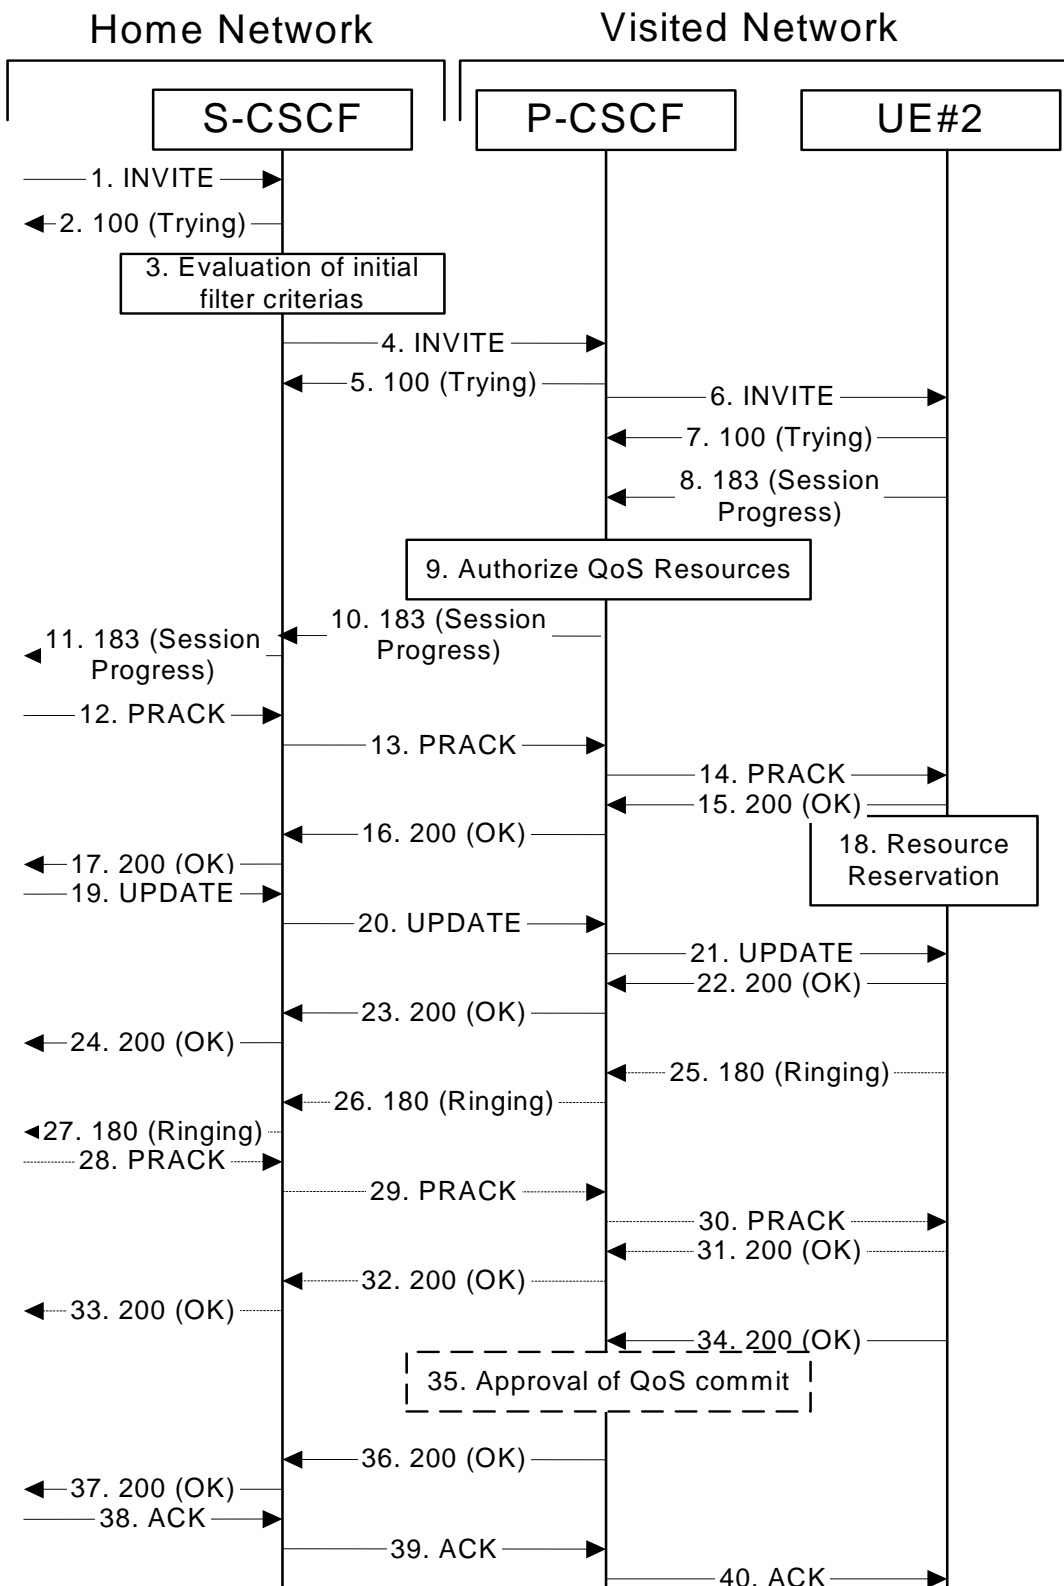 Home Network
Visited Network
S-CSCF
P-CSCF
UE#2
1. INVITE
2. 100 (Trying)
3. Evaluation of initial
filter criterias
4. INVITE
5. 100 (Trying)
6. INVITE
7. 100 (Trying)
8. 183 (Session
Progress)
9. Authorize QoS Resources
10. 183 (Session
Progress)
11. 183 (Session
Progress)
12. PRACK
13. PRACK
14. PRACK
15. 200 (OK)
16. 200 (OK)
17. 200 (OK)
18. Resource
Reservation
19. UPDATE
20. UPDATE
21. UPDATE
22. 200 (OK)
23. 200 (OK)
24. 200 (OK)
25. 180 (Ringing)
26. 180 (Ringing)
27. 180 (Ringing)
28. PRACK
29. PRACK
30. PRACK
31. 200 (OK)
32. 200 (OK)
33. 200 (OK)
34. 200 (OK)
35. Approval of QoS commit
36. 200 (OK)
37. 200 (OK)
38. ACK
39. ACK
40. ACK